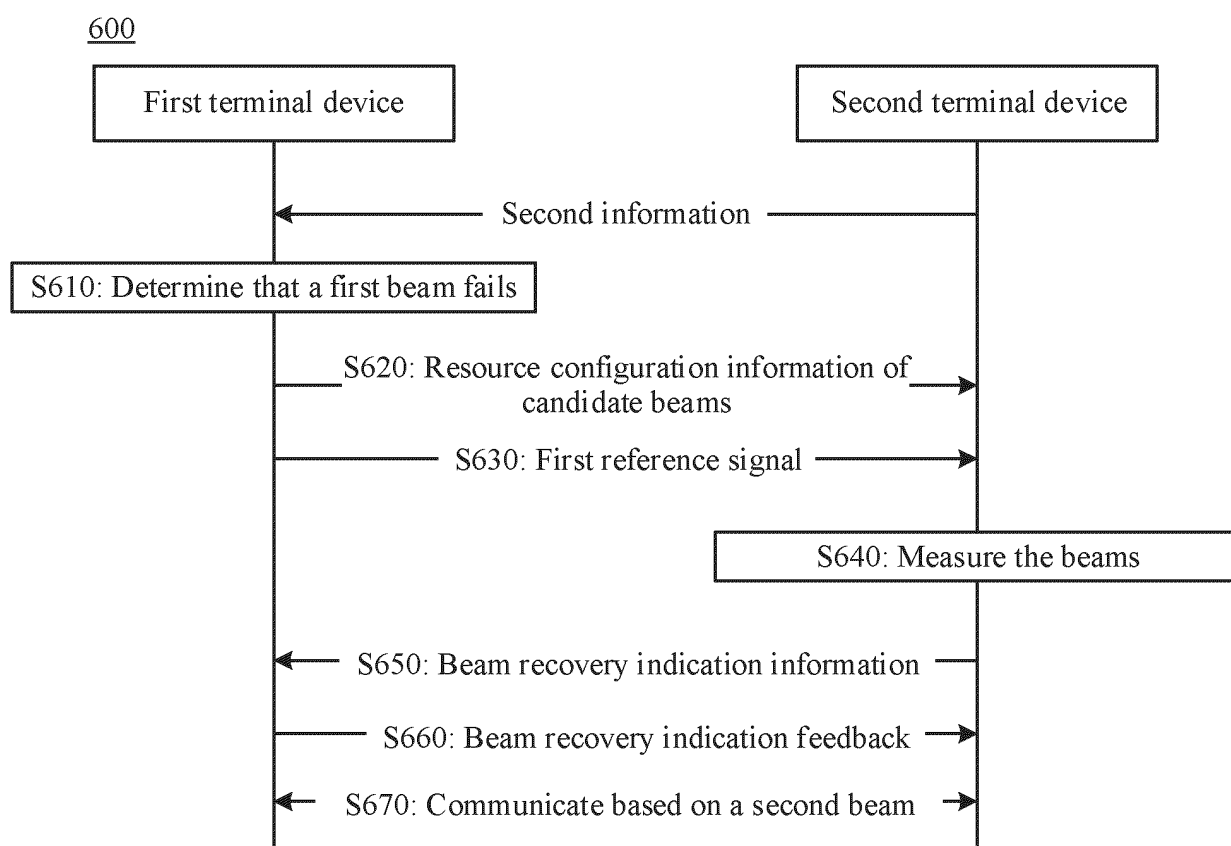 600
First terminal device
Second terminal device
Second information
S610: Determine that a first beam fails
S620: Resource configuration information of
candidate beams
S630: First reference signal
S640: Measure the beams
S650: Beam recovery indication information
S660: Beam recovery indication feedback
S670: Communicate based on a second beam